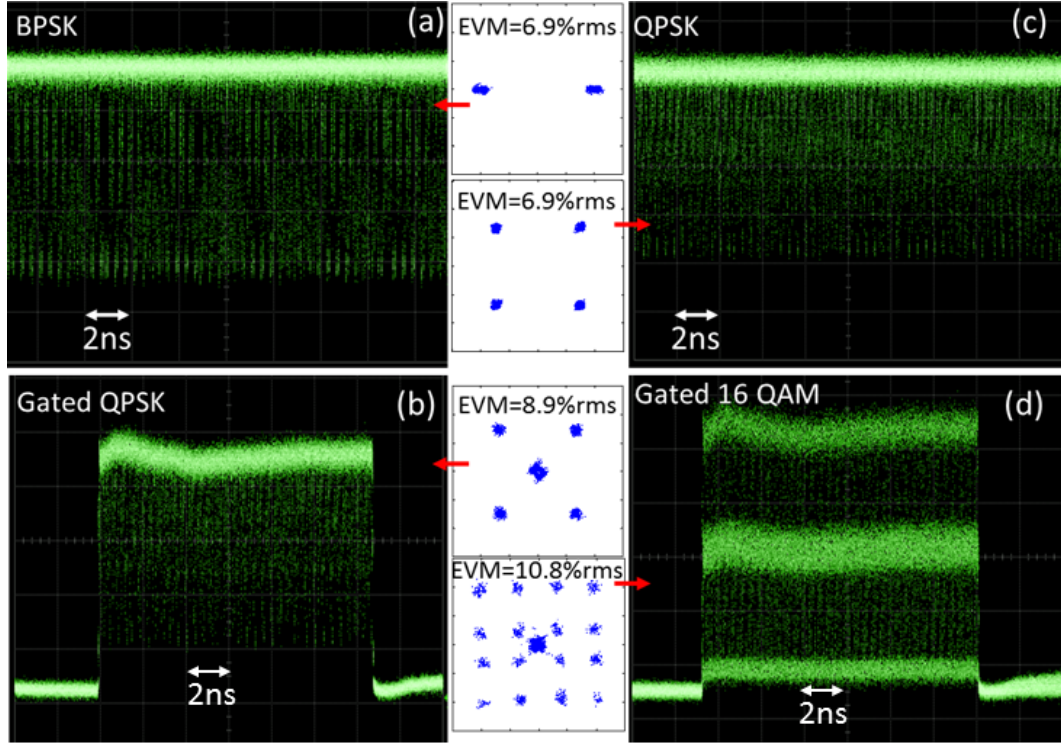 BPSK
(a)
EVM=6.9%rms
QPSK
(c)
EVM=6.9%rms
2ns
2ns
Gated QPSK
(b)
EVM=8.9%rms
Gated 16 QAM
(d)
EVM=10.8%rms
2ns
2ns